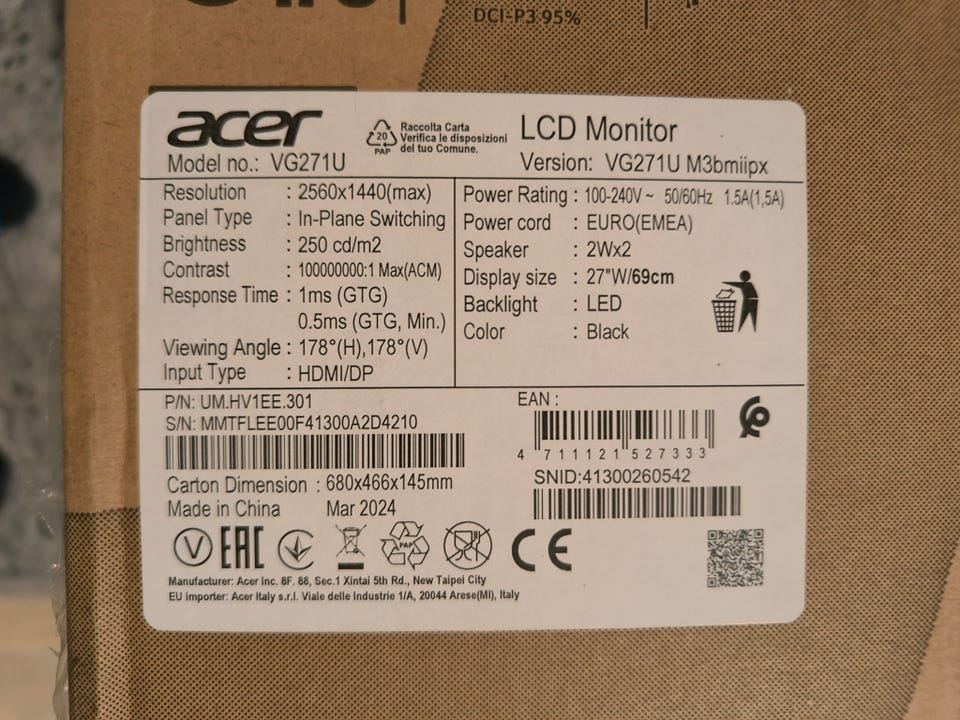 DCI-P3 95%
acer
20
PAP
Raccolta Carta
Verifica le disposizioni
del tuo Comune.
LCD Monitor
Model no.: VG271U
Version: VG271U M3bmiipx
Resolution : 2560x1440(max)
Panel Type : In-Plane Switching
Brightness : 250 cd/m2
Contrast : 100000000:1 Max(ACM)
Response Time : 1ms (GTG)
0.5ms (GTG, Min.)
Viewing Angle : 178°(H),178°(V)
Input Type : HDMI/DP
Power Rating : 100-240V ~ 50/60Hz 1.5A(1,5A)
Power cord : EURO(EMEA)
Speaker : 2Wx2
Display size : 27"W/69cm
Backlight : LED
Color : Black
P/N: UM.HV1EE.301
S/N: MMTFLEE00F41300A2D4210
EAN :
4 711121 527333
Carton Dimension : 680x466x145mm
SNID:41300260542
Made in China Mar 2024
V EAC PAP CE
Manufacturer: Acer Inc. 8F. 88, Sec.1 Xintai 5th Rd., New Taipei City
EU importer: Acer Italy s.r.l. Viale delle Industrie 1/A, 20044 Arese(MI), Italy